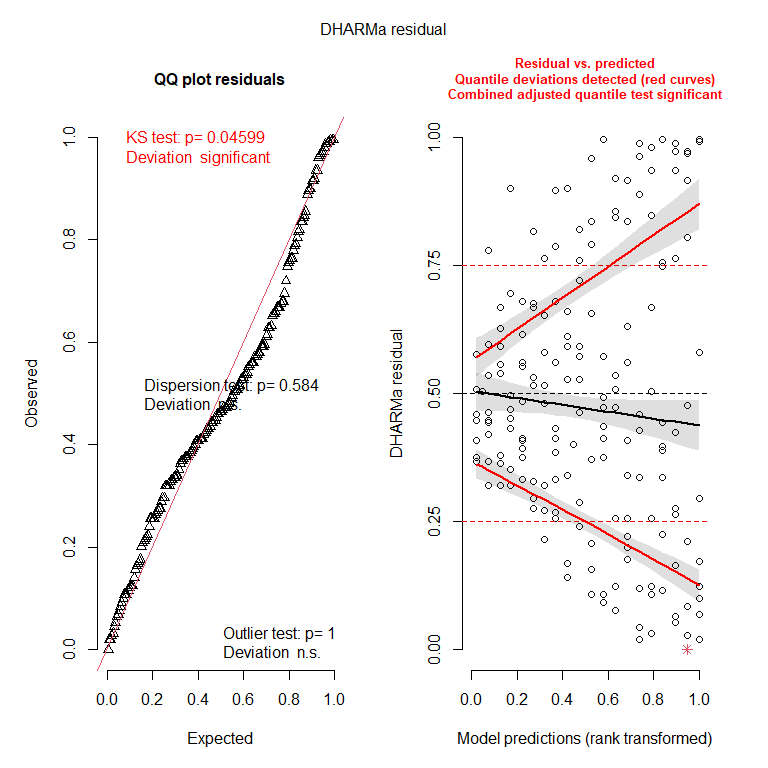 DHARMa residual
QQ plot residuals
KS test: p= 0.04599
Deviation significant
Dispersion test: p= 0.584
Deviation n.s.
Outlier test: p= 1
Deviation n.s.
Observed
0.0 0.2 0.4 0.6 0.8 1.0
0.0 0.2 0.4 0.6 0.8 1.0
Expected
Residual vs. predicted
Quantile deviations detected (red curves)
Combined adjusted quantile test significant
DHARMa residual
0.00 0.25 0.50 0.75 1.00
0.0 0.2 0.4 0.6 0.8 1.0
Model predictions (rank transformed)